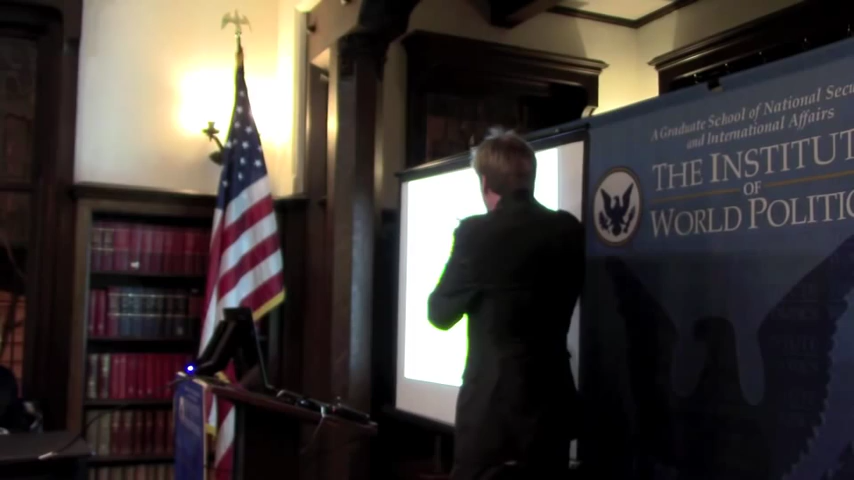 A Graduate School of National Secu
and International Affairs
THE INSTITUT
OF
WORLD POLITIC